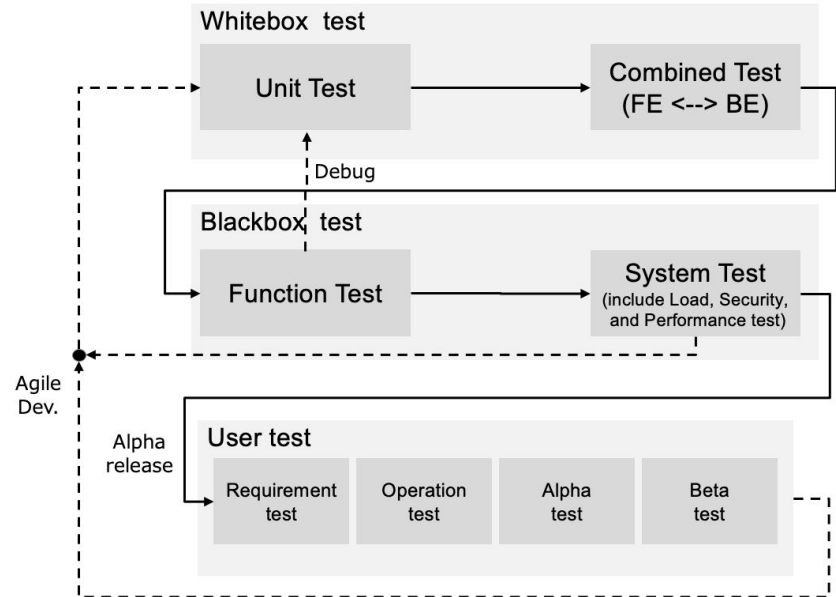 Whitebox test
Unit Test
Combined Test
(FE <--> BE)
Debug
Blackbox test
Function Test
System Test
(include Load, Security,
and Performance test)
Agile
Dev.
Alpha
release
User test
Requirement
test
Operation
test
Alpha
test
Beta
test